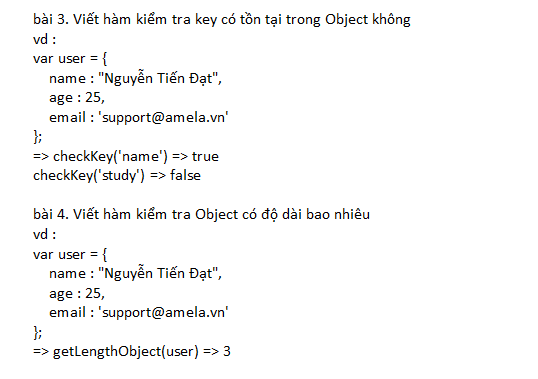 bài 3. Viết hàm kiểm tra key có tồn tại trong Object không
vd :
var user = {
name : "Nguyễn Tiến Đạt",
age : 25,
email : 'support@amela.vn'
};
=> checkKey('name') => true
checkKey('study') => false
bài 4. Viết hàm kiểm tra Object có độ dài bao nhiêu
vd :
var user = {
name : "Nguyễn Tiến Đạt",
age : 25,
email : 'support@amela.vn'
};
=> getLengthObject(user) => 3